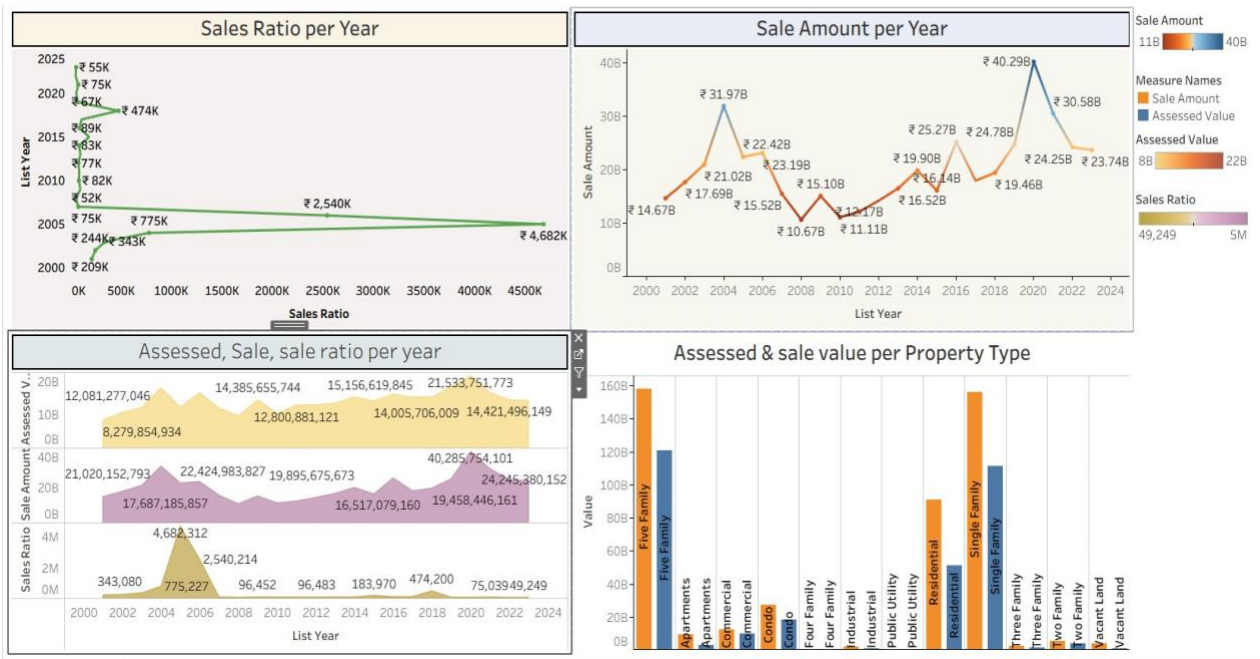 Sales Ratio per Year
2025
2020
2015
2010
2005
2000
List Year
₹ 55K
₹ 75K
₹ 67K
₹ 474K
₹ 89K
₹ 83K
₹ 77K
₹ 82K
₹ 52K
₹ 2,540K
₹ 75K
₹ 775K
₹ 4,682K
₹ 244K
₹ 343K
₹ 209K
0K 500K 1000K 1500K 2000K 2500K 3000K 3500K 4000K 4500K
Sales Ratio
Sale Amount per Year
40B
30B
20B
10B
0B
Sale Amount
₹ 40.29B
₹ 31.97B
₹ 30.58B
₹ 25.27B
₹ 24.78B
₹ 22.42B
₹ 23.19B
₹ 24.25B
₹ 23.74B
₹ 19.90B
₹ 21.02B
₹ 16.14B
₹ 19.46B
₹ 17.69B
₹ 15.52B
₹ 15.10B
₹ 16.52B
₹ 14.67B
₹ 12.17B
₹ 10.67B
₹ 11.11B
2000 2002 2004 2006 2008 2010 2012 2014 2016 2018 2020 2022 2024
List Year
Sale Amount
11B 40B
Measure Names
Sale Amount
Assessed Value
Assessed Value
8B 22B
Sales Ratio
49,249 5M
Assessed, Sale, sale ratio per year
Assessed V..
20B
10B
0B
12,081,277,046
14,385,655,744
15,156,619,845
21,533,751,773
8,279,854,934
12,800,881,121
14,005,706,009
14,421,496,149
Sale Amount
40B
20B
0B
21,020,152,793
22,424,983,827
19,895,675,673
40,285,754,101
24,245,380,152
17,687,185,857
16,517,079,160
19,458,446,161
Sales Ratio
4M
2M
0M
4,682,312
2,540,214
343,080
775,227
96,452
96,483
183,970
474,200
75,039
49,249
2000 2002 2004 2006 2008 2010 2012 2014 2016 2018 2020 2022 2024
List Year
Assessed & sale value per Property Type
160B
140B
120B
100B
80B
60B
40B
20B
0B
Value
Five Family
Five Family
Apartments
Apartments
Commercial
Commercial
Condo
Condo
Four Family
Four Family
Industrial
Industrial
Public Utility
Public Utility
Residential
Residential
Single Family
Single Family
Three Family
Three Family
Two Family
Two Family
Vacant Land
Vacant Land